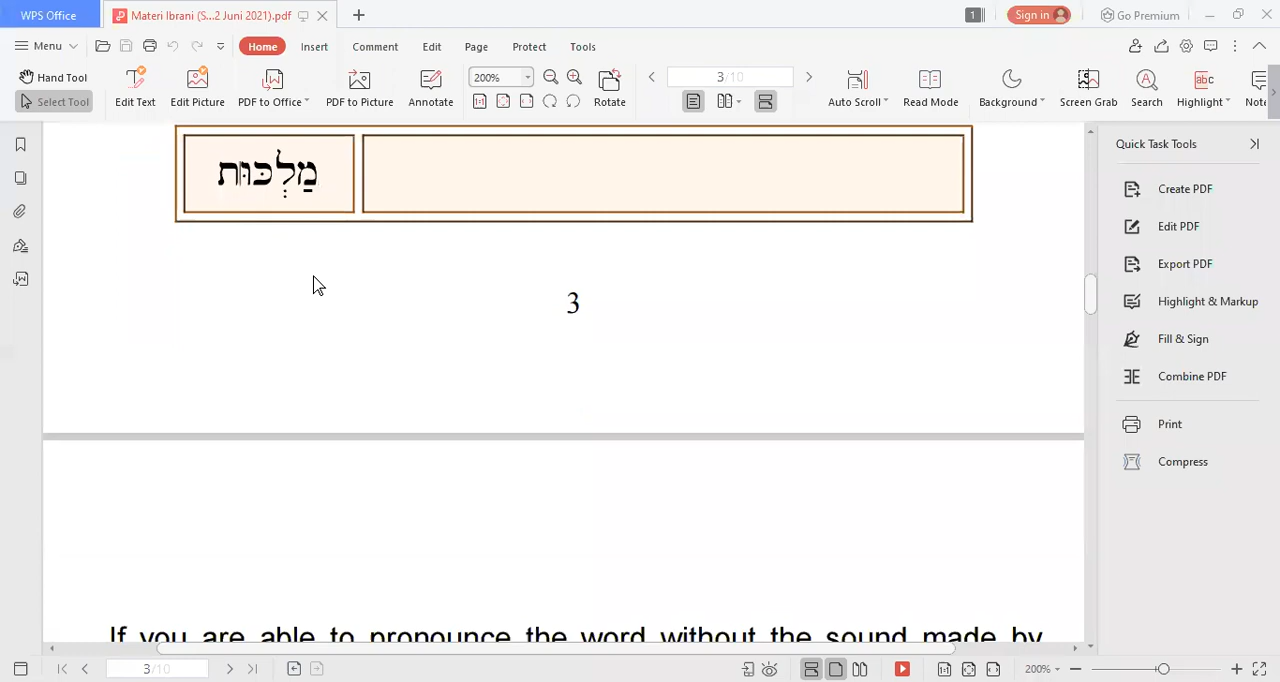 WPS Office
Materi Ibrani (S...2 Juni 2021).pdf
1
Sign in
Go Premium
Menu
Home
Insert
Comment
Edit
Page
Protect
Tools
Hand Tool
Select Tool
Edit Text
Edit Picture
PDF to Office
PDF to Picture
Annotate
200%
Rotate
3/10
Auto Scroll
Read Mode
Background
Screen Grab
Search
Highlight
Note
מַלְכּוּת
3
If you are able to pronounce the word without the sound made by
Quick Task Tools
Create PDF
Edit PDF
Export PDF
Highlight & Markup
Fill & Sign
Combine PDF
Print
Compress
3/10
200%